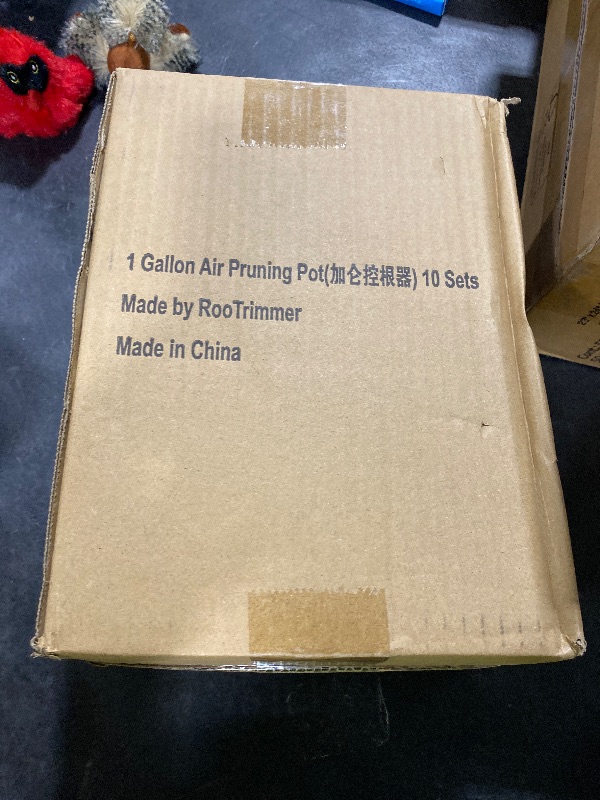 1 Gallon Air Pruning Pot(加仑控根器) 10 Sets
Made by RooTrimmer
Made in China